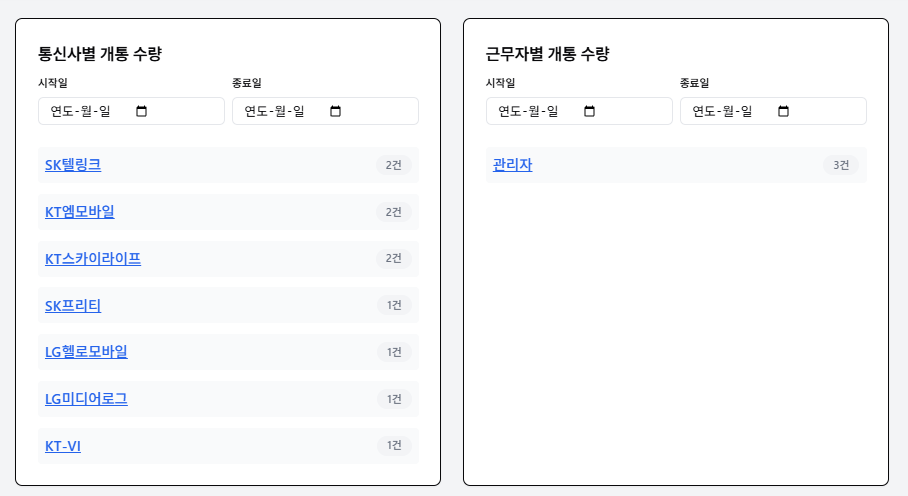 통신사별 개통 수량
시작일
종료일
연도-월-일
연도-월-일
SK텔링크
2건
KT엠모바일
2건
KT스카이라이프
2건
SK프리티
1건
LG헬로모바일
1건
LG미디어로그
1건
KT-VI
1건
근무자별 개통 수량
시작일
종료일
연도-월-일
연도-월-일
관리자
3건